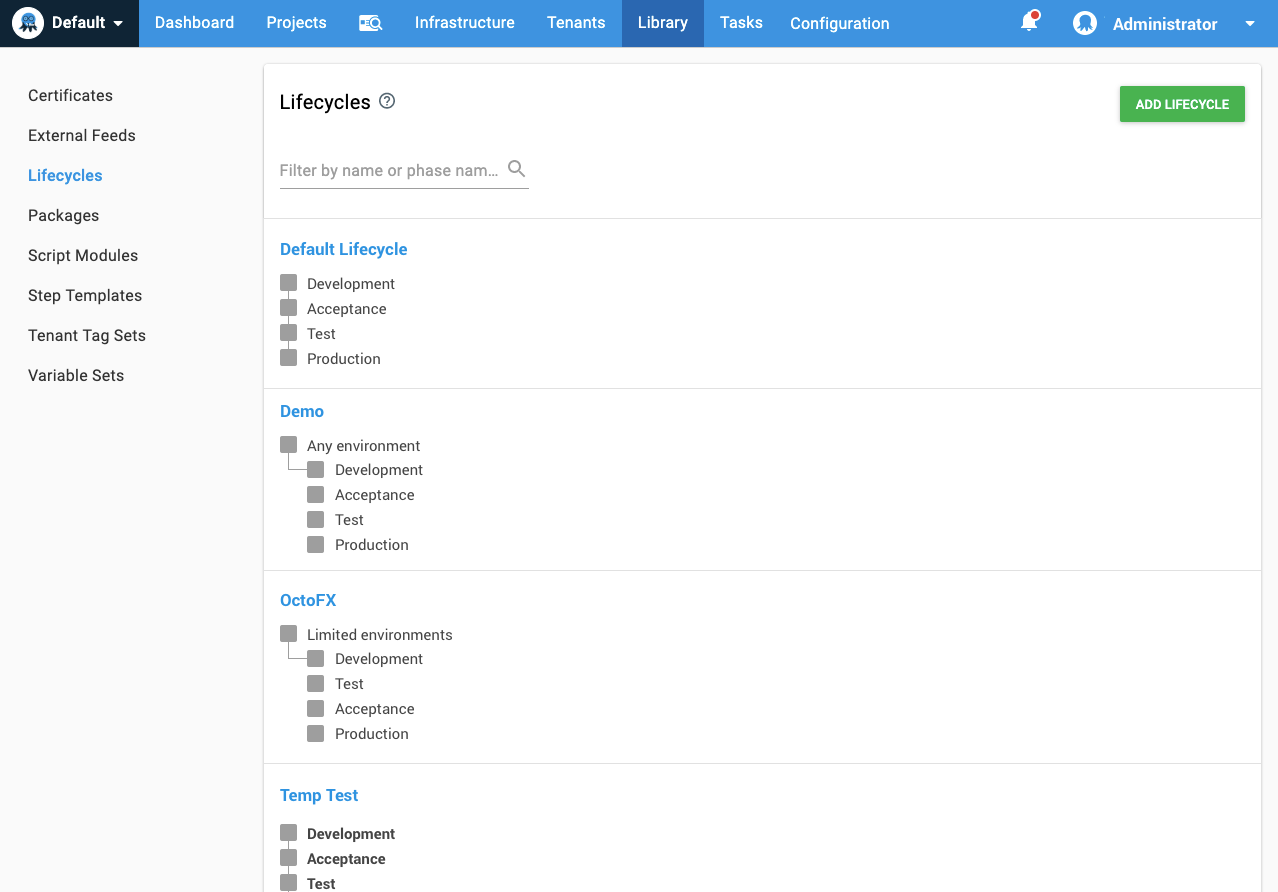 Default
Dashboard
Projects
Infrastructure
Tenants
Library
Tasks
Configuration
Administrator
Certificates
External Feeds
Lifecycles
Packages
Script Modules
Step Templates
Tenant Tag Sets
Variable Sets
Lifecycles ?
ADD LIFECYCLE
Filter by name or phase nam...
Default Lifecycle
Development
Acceptance
Test
Production
Demo
Any environment
Development
Acceptance
Test
Production
OctoFX
Limited environments
Development
Test
Acceptance
Production
Temp Test
Development
Acceptance
Test